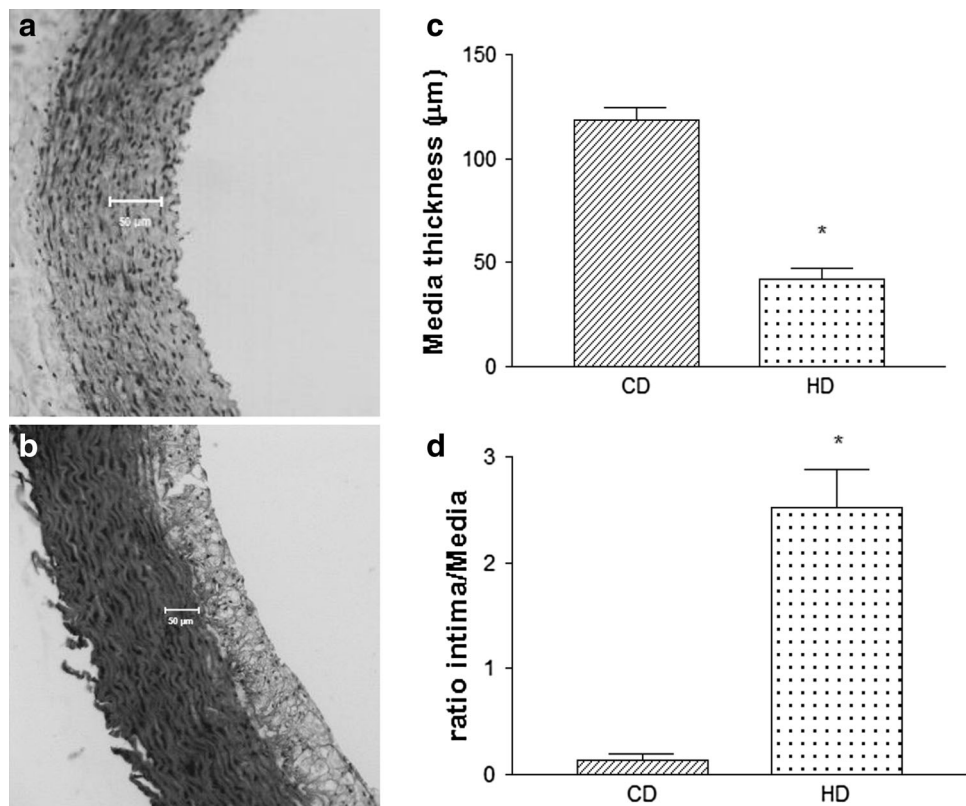 a
50 µm
b
50 µm
c
Media thickness (µm)
150
100
50
0
*
CD
HD
d
ratio intima/Media
3
2
1
0
*
CD
HD